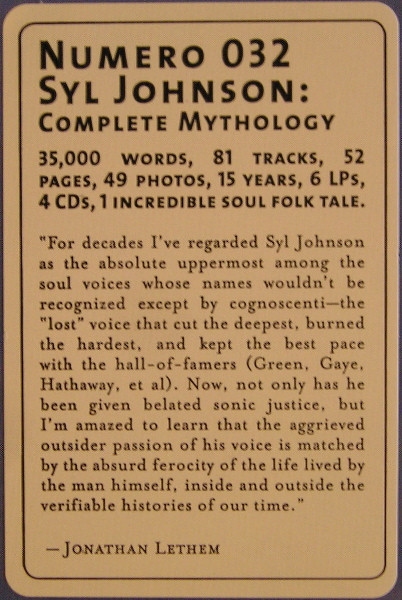 NUMERO 032
SYL JOHNSON:
COMPLETE MYTHOLOGY
35,000 WORDS, 81 TRACKS, 52
PAGES, 49 PHOTOS, 15 YEARS, 6 LPs,
4 CDs, 1 INCREDIBLE SOUL FOLK TALE.
"For decades I've regarded Syl Johnson
as the absolute uppermost among the
soul voices whose names wouldn't be
recognized except by cognoscenti—the
"lost" voice that cut the deepest, burned
the hardest, and kept the best pace
with the hall-of-famers (Green, Gaye,
Hathaway, et al). Now, not only has he
been given belated sonic justice, but
I'm amazed to learn that the aggrieved
outsider passion of his voice is matched
by the absurd ferocity of the life lived by
the man himself, inside and outside the
verifiable histories of our time."
—JONATHAN LETHEM